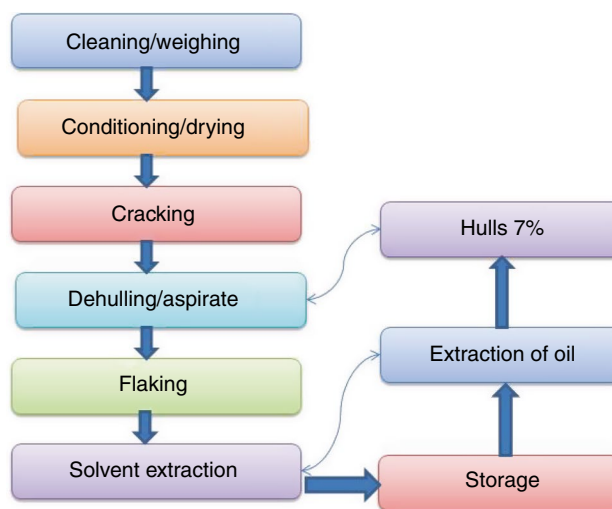 Cleaning/weighing
Conditioning/drying
Cracking
Dehulling/aspirate
Flaking
Solvent extraction
Hulls 7%
Extraction of oil
Storage